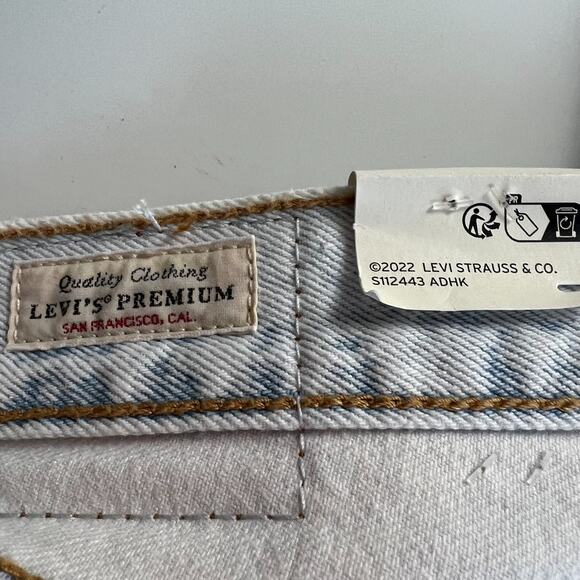 Quality Clothing
LEVI'S® PREMIUM
SAN FRANCISCO, CAL.
©2022 LEVI STRAUSS & CO.
S112443 ADHK